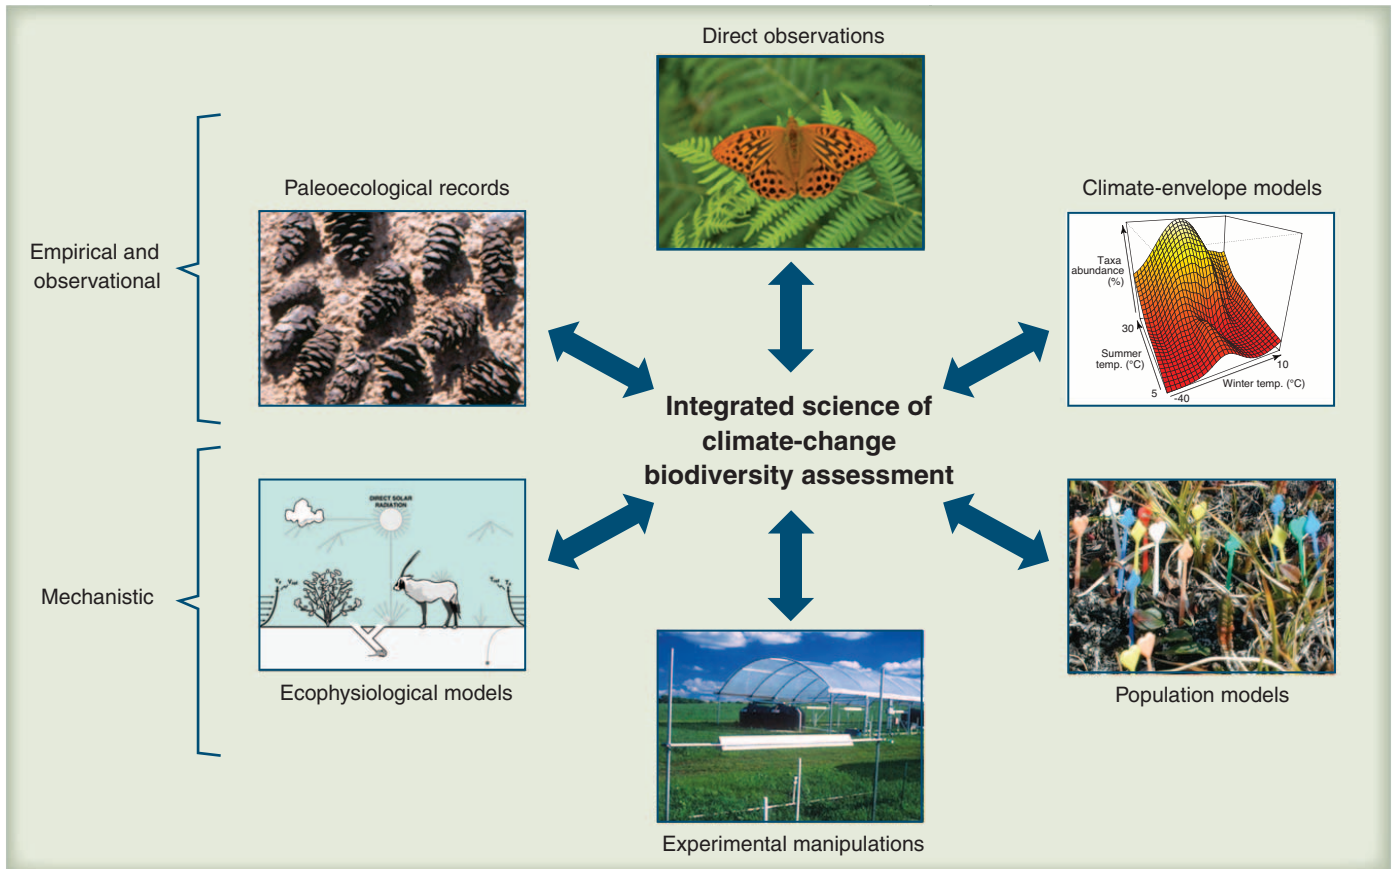 Direct observations
Paleoecological records
Climate-envelope models
Empirical and
observational
Taxa
abundance
(%)
30
Summer
temp. (°C)
5
-40
Winter temp. (°C)
10
Integrated science of
climate-change
biodiversity assessment
DIRECT SOLAR
RADIATION
Mechanistic
Ecophysiological models
Population models
Experimental manipulations